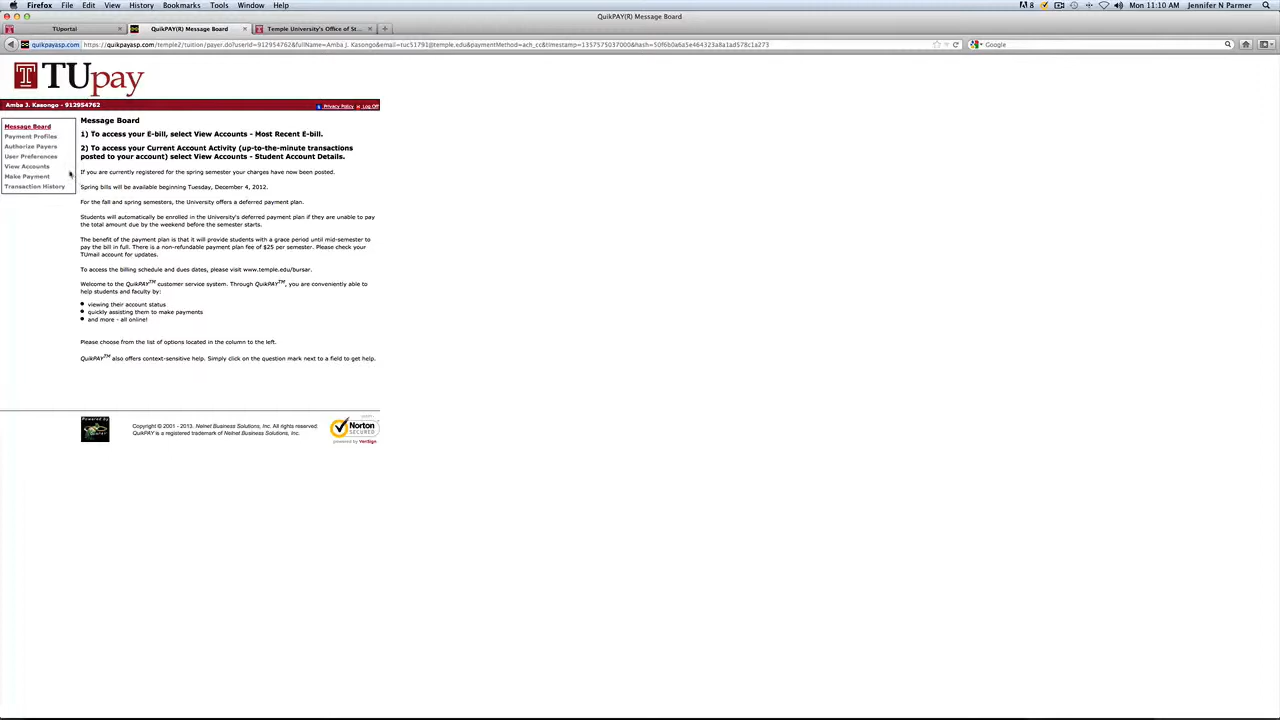 Firefox File Edit View History Bookmarks Tools Window Help
8 Mon 11:10 AM Jennifer N Parmer
QuikPAY(R) Message Board
TUportal
QuikPAY(R) Message Board
Temple University's Office of St...
quikpayasp.com
Google
TUpay
Amba J. Kasongo - 912954762
Privacy Policy
Log Off
Message Board
Payment Profiles
Authorize Payers
User Preferences
View Accounts
Make Payment
Transaction History
Message Board
1) To access your E-bill, select View Accounts - Most Recent E-bill.
2) To access your Current Account Activity (up-to-the-minute transactions
posted to your account) select View Accounts - Student Account Details.
If you are currently registered for the spring semester your charges have now been posted.
Spring bills will be available beginning Tuesday, December 4, 2012.
For the fall and spring semesters, the University offers a deferred payment plan.
Students will automatically be enrolled in the University's deferred payment plan if they are unable to pay
the total amount due by the weekend before the semester starts.
The benefit of the payment plan is that it will provide students with a grace period until mid-semester to
pay the bill in full. There is a non-refundable payment plan fee of $25 per semester. Please check your
TUmail account for updates.
To access the billing schedule and dues dates, please visit www.temple.edu/bursar.
Welcome to the QuikPAY™ customer service system. Through QuikPAY™, you are conveniently able to
help students and faculty by:
viewing their account status
quickly assisting them to make payments
and more - all online!
Please choose from the list of options located in the column to the left.
QuikPAY™ also offers context-sensitive help. Simply click on the question mark next to a field to get help.
Powered by
Copyright © 2001 - 2013. Nelnet Business Solutions, Inc. All rights reserved.
QuikPAY is a registered trademark of Nelnet Business Solutions, Inc.
Norton
SECURED
powered by VeriSign